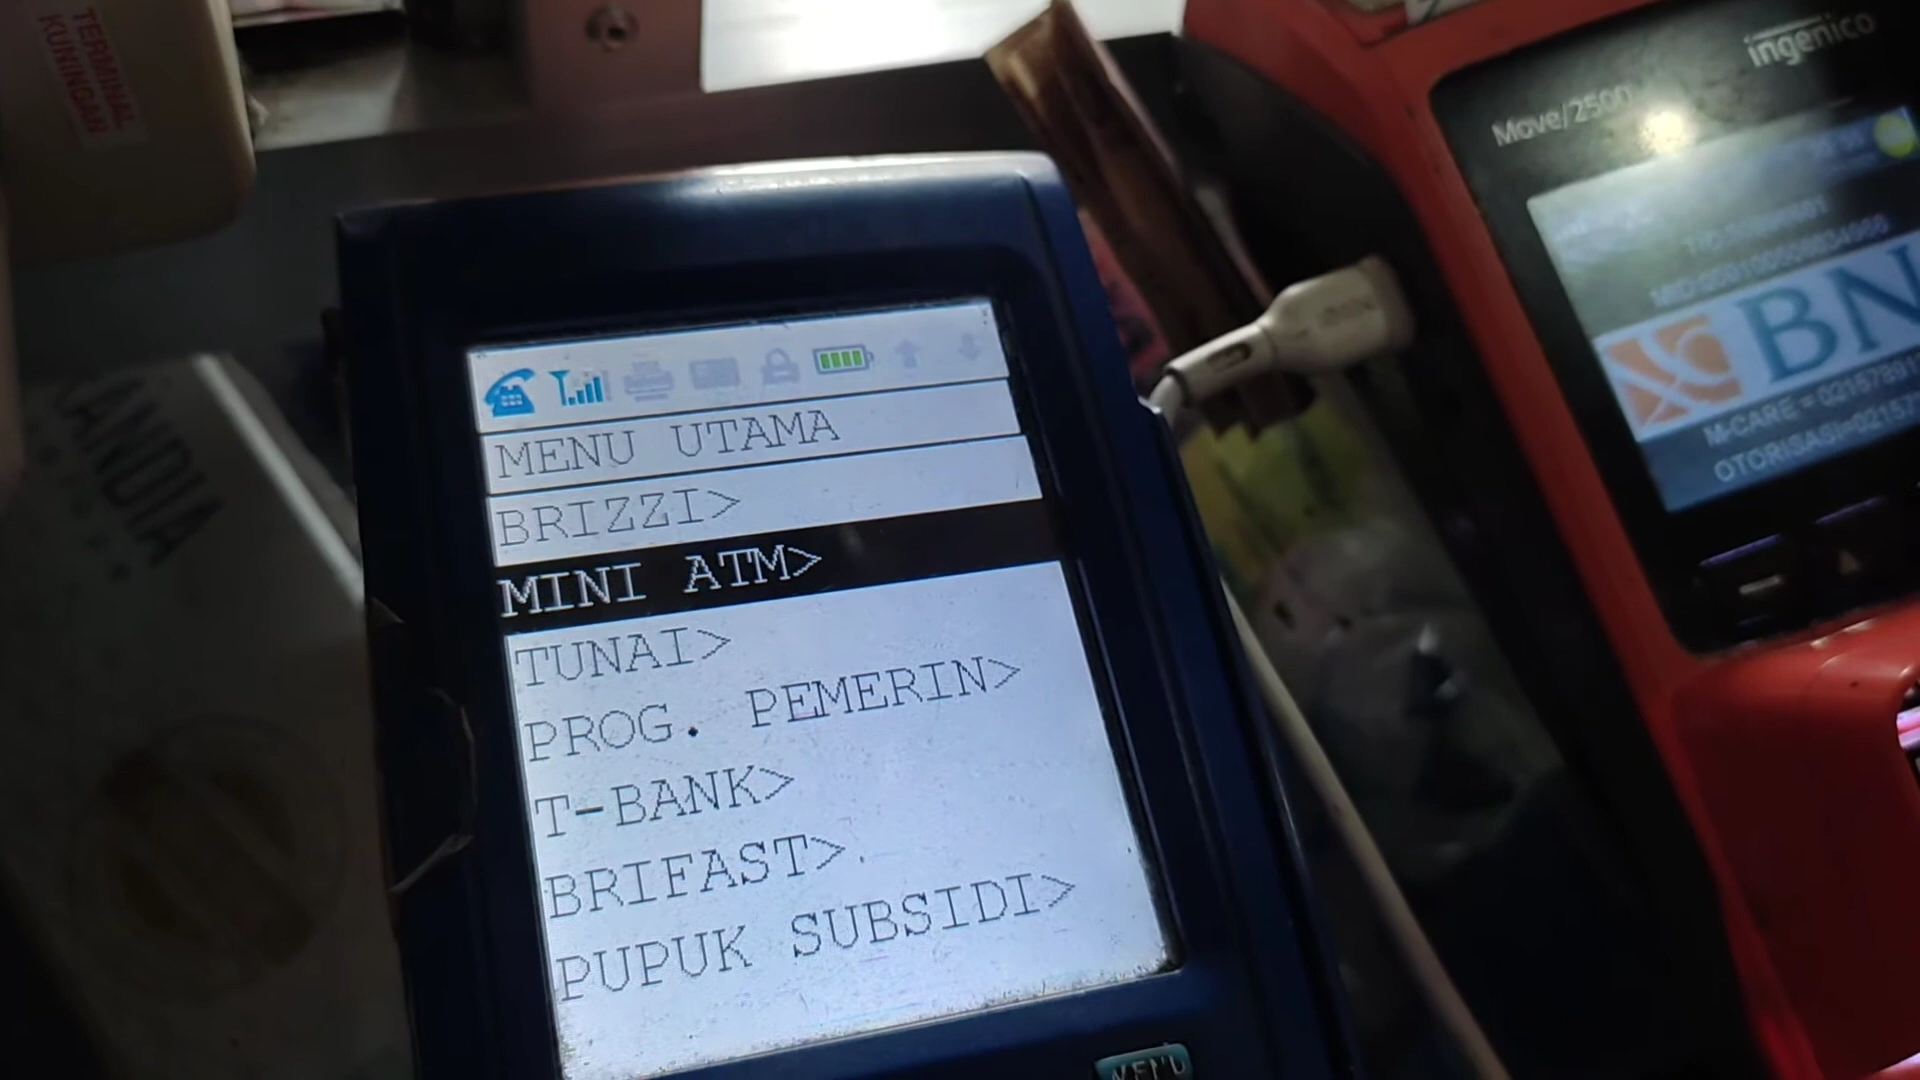 TERMINAL
KUNINGAN
ANDIA
MENU UTAMA
BRIZZI>
MINI ATM>
TUNAI>
PROG. PEMERIN>
T-BANK>
BRIFAST>
PUPUK SUBSIDI>
ingenico
Move/2500
BN
M-CARE =
OTORISASI=